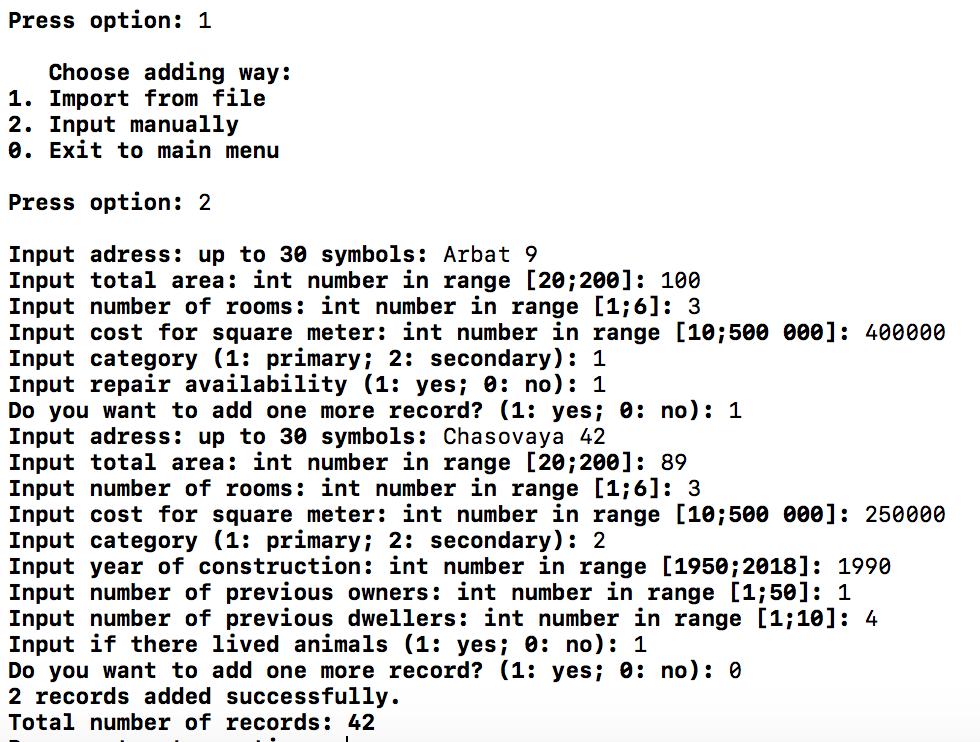 Press option: 1
Choose adding way:
1. Import from file
2. Input manually
0. Exit to main menu
Press option: 2
Input adress: up to 30 symbols: Arbat 9
Input total area: int number in range [20;200]: 100
Input number of rooms: int number in range [1;6]: 3
Input cost for square meter: int number in range [10;500 000]: 400000
Input category (1: primary; 2: secondary): 1
Input repair availability (1: yes; 0: no): 1
Do you want to add one more record? (1: yes; 0: no): 1
Input adress: up to 30 symbols: Chasovaya 42
Input total area: int number in range [20;200]: 89
Input number of rooms: int number in range [1;6]: 3
Input cost for square meter: int number in range [10;500 000]: 250000
Input category (1: primary; 2: secondary): 2
Input year of construction: int number in range [1950;2018]: 1990
Input number of previous owners: int number in range [1;50]: 1
Input number of previous dwellers: int number in range [1;10]: 4
Input if there lived animals (1: yes; 0: no): 1
Do you want to add one more record? (1: yes; 0: no): 0
2 records added successfully.
Total number of records: 42